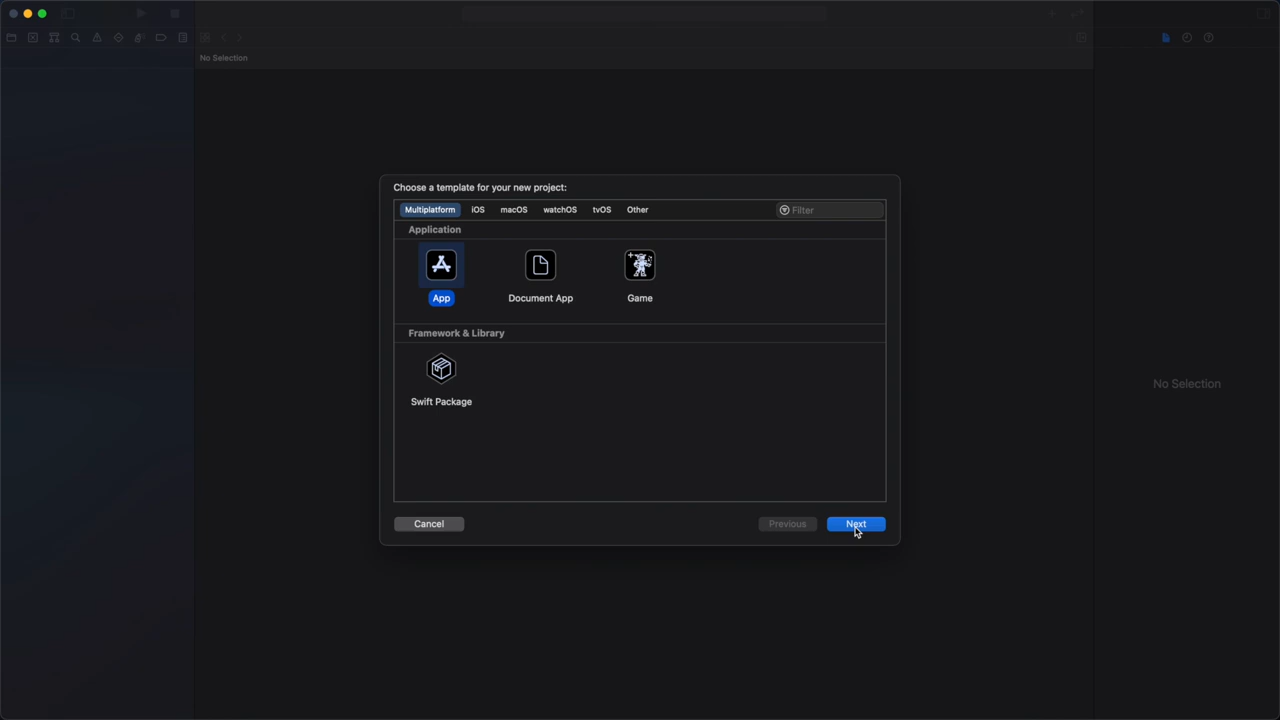 No Selection
Choose a template for your new project:
Multiplatform iOS macOS watchOS tvOS Other Filter
Application
App Document App Game
Framework & Library
Swift Package
No Selection
Cancel Previous Next